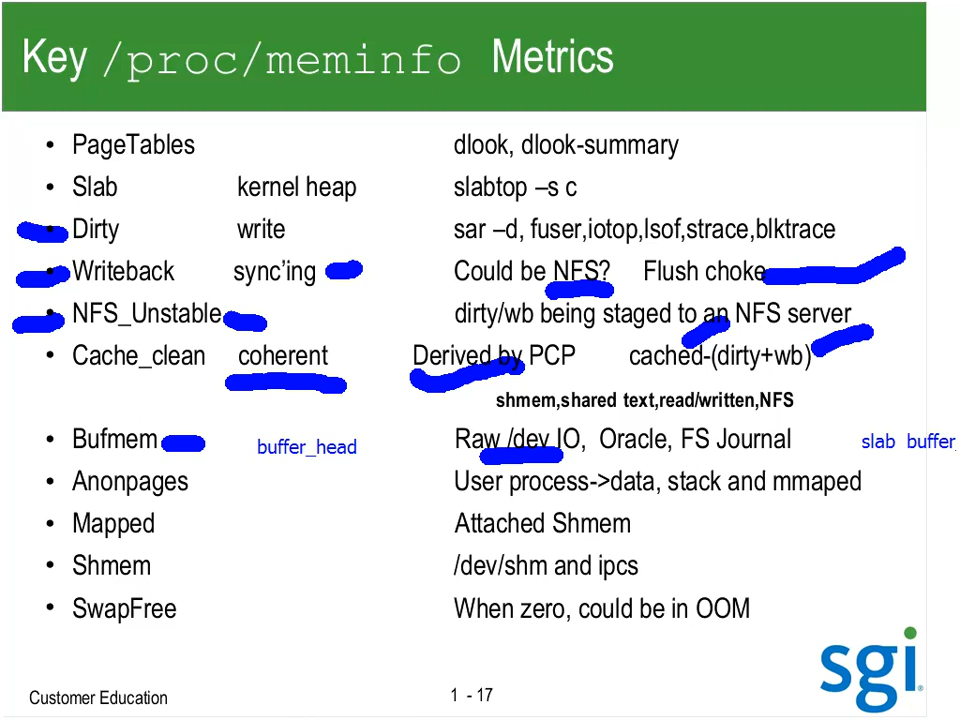 Key /proc/meminfo Metrics
• PageTables dlook, dlook-summary
• Slab kernel heap slabtop –s c
• Dirty write sar –d, fuser,iotop,lsof,strace,blktrace
• Writeback sync’ing Could be NFS? Flush choke
• NFS_Unstable dirty/wb being staged to an NFS server
• Cache_clean coherent Derived by PCP cached-(dirty+wb)
shmem,shared text,read/written,NFS
• Bufmem buffer_head Raw /dev IO, Oracle, FS Journal slab buffer_
• Anonpages User process->data, stack and mmaped
• Mapped Attached Shmem
• Shmem /dev/shm and ipcs
• SwapFree When zero, could be in OOM
sgi®
Customer Education 1 - 17